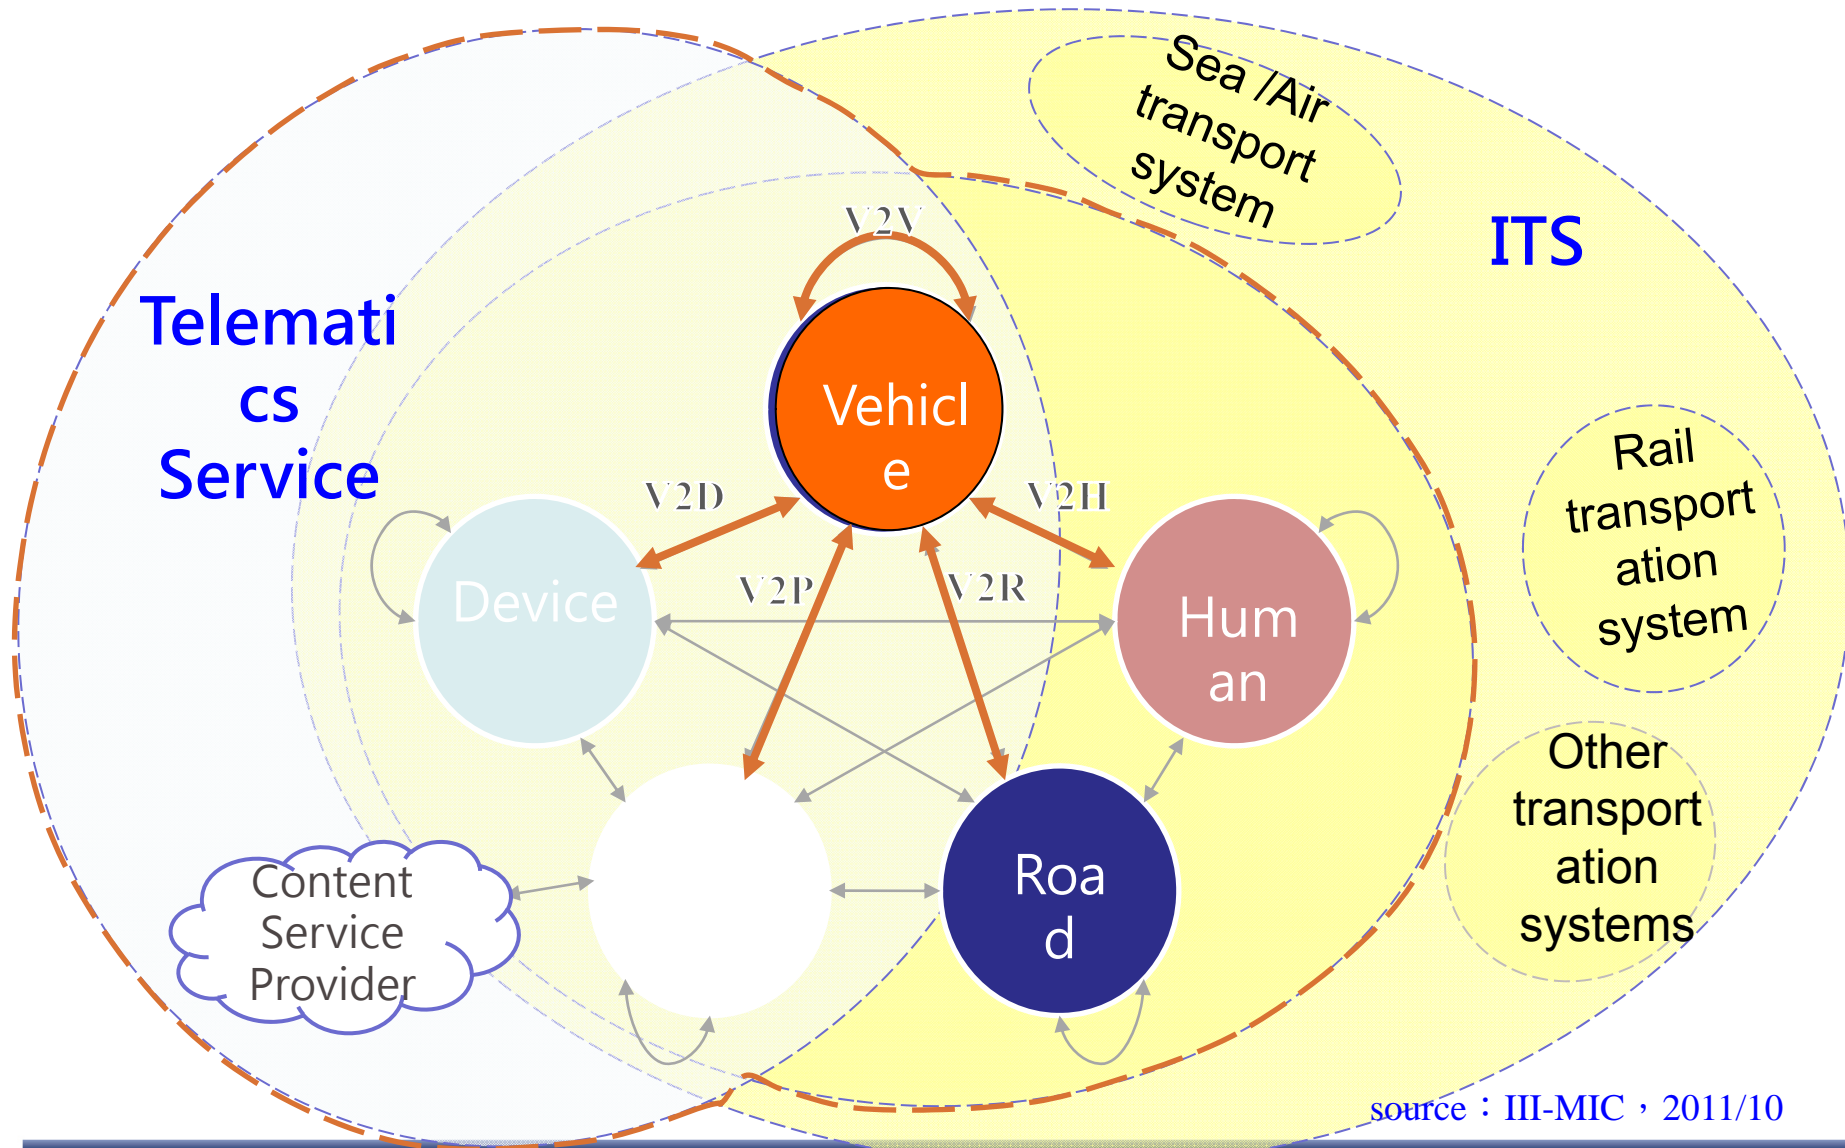 Sea /Air
transport
system
ITS
V2V
Telemati
cs
Service
Vehicl
e
V2D
V2H
Rail
transport
ation
system
Device
V2P
V2R
Hum
an
Other
transport
ation
systems
Content
Service
Provider
Roa
d
source：III-MIC，2011/10